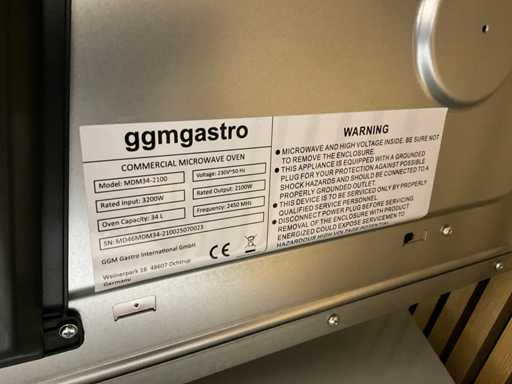 ggmgastro
COMMERCIAL MICROWAVE OVEN
Model: MDM34-2100
Voltage: 230V~50 Hz
Rated input: 3200W
Rated Output: 2100W
Oven Capacity: 34 L
Frequency: 2450 MHz
SN: MD46MDM34-210025070023
GGM Gastro International GmbH
Weinerpark 16 48607 Ochtrup
Germany
CE
WARNING
● MICROWAVE AND HIGH VOLTAGE INSIDE. BE SURE NOT
TO REMOVE THE ENCLOSURE.
● THIS APPLIANCE IS EQUIPPED WITH A GROUNDED
PLUG FOR YOUR PROTECTION AGAINST POSSIBLE
SHOCK HAZARDS AND SHOULD BE CONNECTED TO A
PROPERLY GROUNDED OUTLET.
● THIS DEVICE IS TO BE SERVICED ONLY BY
QUALIFIED SERVICE PERSONNEL.
● DISCONNECT POWER PLUG BEFORE SERVICING.
REMOVAL OF THE ENCLOSURE WITH PRODUCT
ENERGIZED COULD EXPOSE SERVICEMEN TO
HAZARDOUS HIGH VOLTAGE